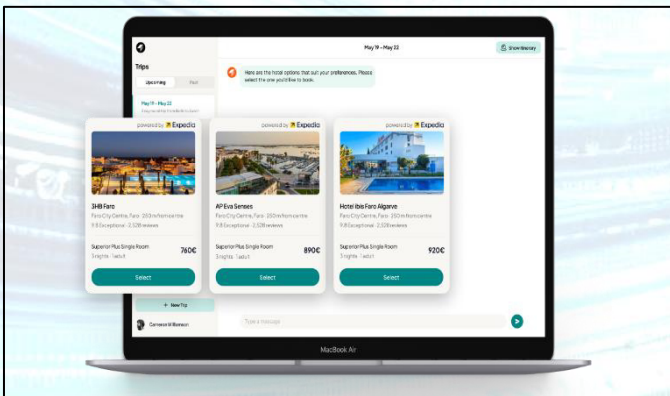 May 19 - May 22
Show itinerary
Trips
Upcoming
Past
Here are the hotel options that suit your preferences. Please
select the one you'd like to book.
May 19 - May 22
powered by Expedia
3HB Faro
Faro City Centre, Faro · 250 m from centre
9.8 Exceptional · 2,528 reviews
Superior Plus Single Room
3 nights · 1 adult
760€
Select
powered by Expedia
AP Eva Senses
Faro City Centre, Faro · 250 m from centre
9.8 Exceptional · 2,528 reviews
Superior Plus Single Room
3 nights · 1 adult
890€
Select
powered by Expedia
Hotel ibis Faro Algarve
Faro City Centre, Faro · 250 m from centre
9.8 Exceptional · 2,528 reviews
Superior Plus Single Room
3 nights · 1 adult
920€
Select
+ New Trip
Cameron Williamson
Type a message
MacBook Air